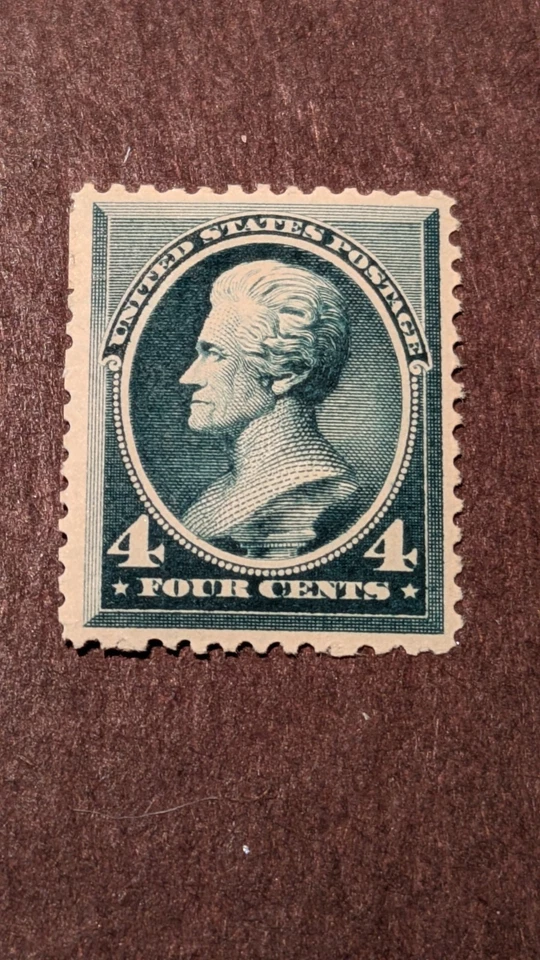 UNITED STATES POSTAGE
4 4
★ FOUR CENTS ★